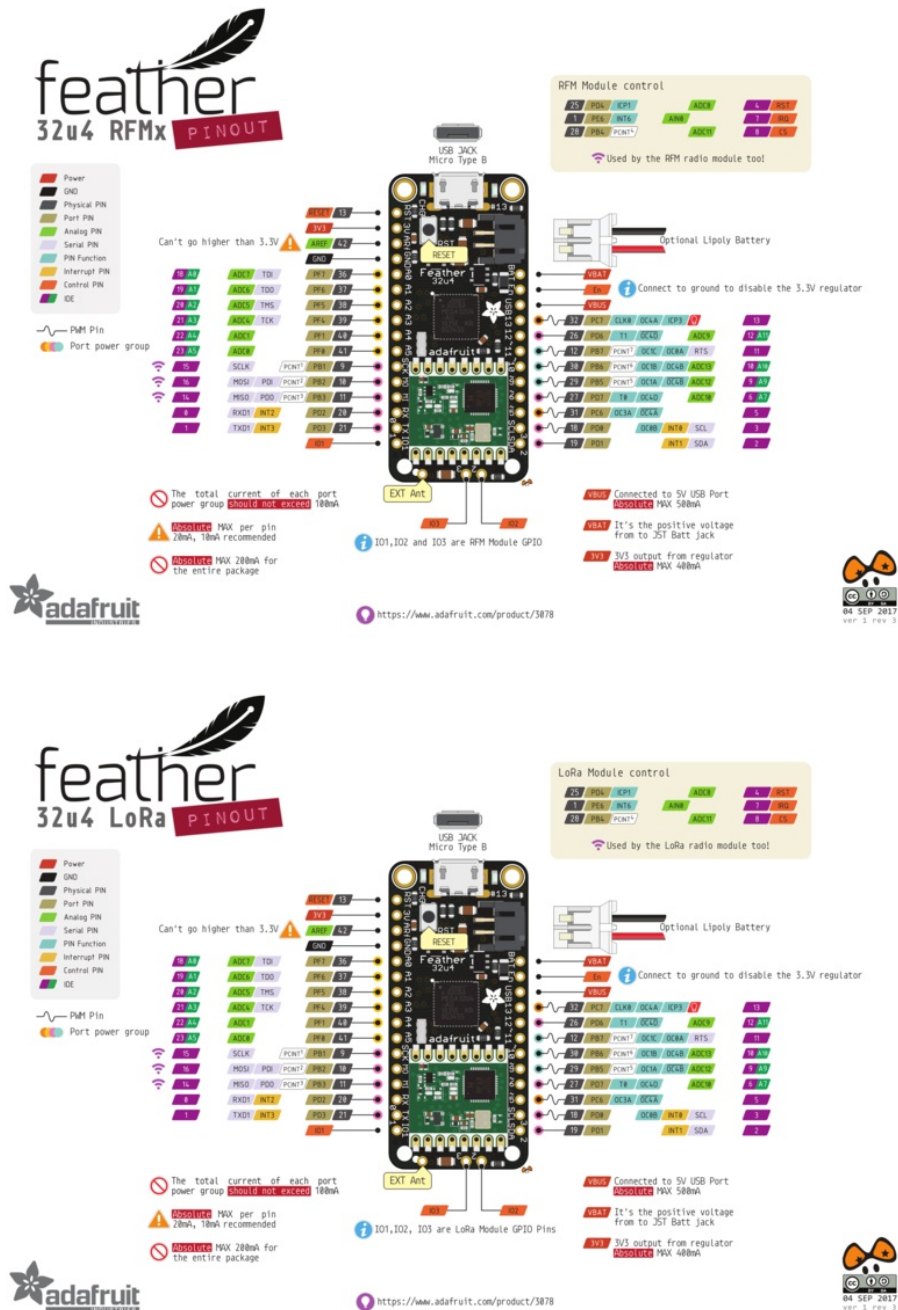 feather
32u4 RFMx PINOUT
RFM Module control
25 PD4 ICP1 ADC8 4 RST
1 PE6 INT6 AIN0 7 IRQ
28 PB4 PCINT4 ADC11 8 CS
Used by the RFM radio module too!
USB JACK
Micro Type B
Power
GND
Physical PIN
Port PIN
Analog PIN
Serial PIN
PIN Function
Interrupt PIN
Control PIN
IDE
PWM Pin
Port power group
RESET 13
3V3
Can't go higher than 3.3V AREF 42
GND
18 A0 ADC7 TDI PF7 36
19 A1 ADC6 TDO PF6 37
20 A2 ADC5 TMS PF5 38
21 A3 ADC4 TCK PF4 39
22 A4 ADC1 PF1 40
23 A5 ADC0 PF0 41
15 SCLK PB1 9
16 MOSI PDI PB2 10
14 MISO PDO PB3 11
0 RXD1 INT2 PD2 20
1 TXD1 INT3 PD3 21
IO1
RESET
Feather
32u4
adafruit
EXT Ant
IO3
IO2
Optional Lipoly Battery
VBAT
En Connect to ground to disable the 3.3V regulator
VBUS
32 PC7 CLK0 OC4A ICP3 13
26 PD6 T1 OC4D ADC9 12 A11
12 PB7 OC1C OC0A RTS 11
30 PB6 OC1B OC4B ADC13 10 A10
29 PB5 OC1A OC4B ADC12 9 A9
27 PD7 T0 OC4D ADC10 6 A7
31 PC6 OC3A OC4A 5
18 PD0 OC0B INT0 SCL 3
19 PD1 INT1 SDA 2
The total current of each port
power group should not exceed 100mA
Absolute MAX per pin
20mA, 10mA recommended
Absolute MAX 200mA for
the entire package
IO1,IO2 and IO3 are RFM Module GPIO
VBUS Connected to 5V USB Port
Absolute MAX 500mA
VBAT It's the positive voltage
from to JST Batt jack
3V3 3V3 output from regulator
Absolute MAX 400mA
adafruit
INDUSTRIES
https://www.adafruit.com/product/3078
04 SEP 2017
ver 1 rev 3
feather
32u4 LoRa PINOUT
LoRa Module control
25 PD4 ICP1 ADC8 4 RST
1 PE6 INT6 AIN0 7 IRQ
28 PB4 PCINT4 ADC11 8 CS
Used by the LoRa radio module too!
USB JACK
Micro Type B
Power
GND
Physical PIN
Port PIN
Analog PIN
Serial PIN
PIN Function
Interrupt PIN
Control PIN
IDE
PWM Pin
Port power group
RESET 13
3V3
Can't go higher than 3.3V AREF 42
GND
18 A0 ADC7 TDI PF7 36
19 A1 ADC6 TDO PF6 37
20 A2 ADC5 TMS PF5 38
21 A3 ADC4 TCK PF4 39
22 A4 ADC1 PF1 40
23 A5 ADC0 PF0 41
15 SCLK PB1 9
16 MOSI PDI PB2 10
14 MISO PDO PB3 11
0 RXD1 INT2 PD2 20
1 TXD1 INT3 PD3 21
IO1
RESET
Feather
32u4
adafruit
EXT Ant
IO3
IO2
Optional Lipoly Battery
VBAT
En Connect to ground to disable the 3.3V regulator
VBUS
32 PC7 CLK0 OC4A ICP3 13
26 PD6 T1 OC4D ADC9 12 A11
12 PB7 OC1C OC0A RTS 11
30 PB6 OC1B OC4B ADC13 10 A10
29 PB5 OC1A OC4B ADC12 9 A9
27 PD7 T0 OC4D ADC10 6 A7
31 PC6 OC3A OC4A 5
18 PD0 OC0B INT0 SCL 3
19 PD1 INT1 SDA 2
The total current of each port
power group should not exceed 100mA
Absolute MAX per pin
20mA, 10mA recommended
Absolute MAX 200mA for
the entire package
IO1,IO2, IO3 are LoRa Module GPIO Pins
VBUS Connected to 5V USB Port
Absolute MAX 500mA
VBAT It's the positive voltage
from to JST Batt jack
3V3 3V3 output from regulator
Absolute MAX 400mA
adafruit
https://www.adafruit.com/product/3078
04 SEP 2017
ver 1 rev 3